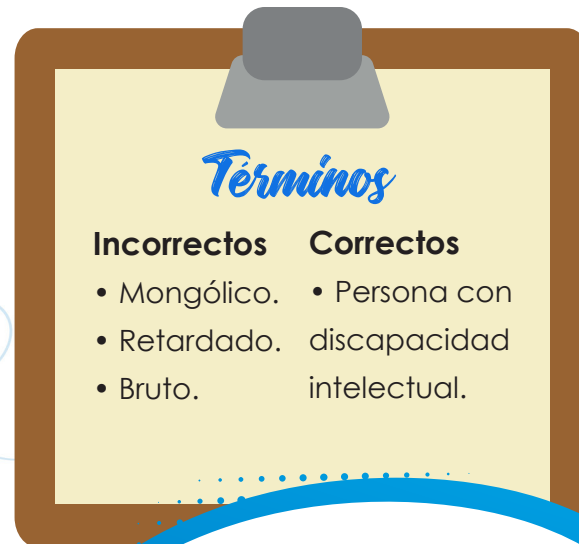 Términos
Incorrectos
• Mongólico.
• Retardado.
• Bruto.
Correctos
• Persona con
discapacidad
intelectual.